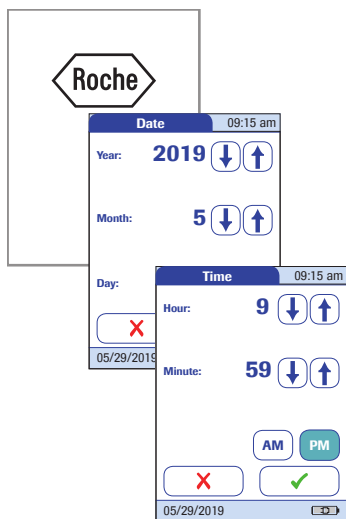 Roche
Date 09:15 am
Year: 2019
Month: 5
Day:
05/29/2019
Time 09:15 am
Hour: 9
Minute: 59
AM PM
05/29/2019